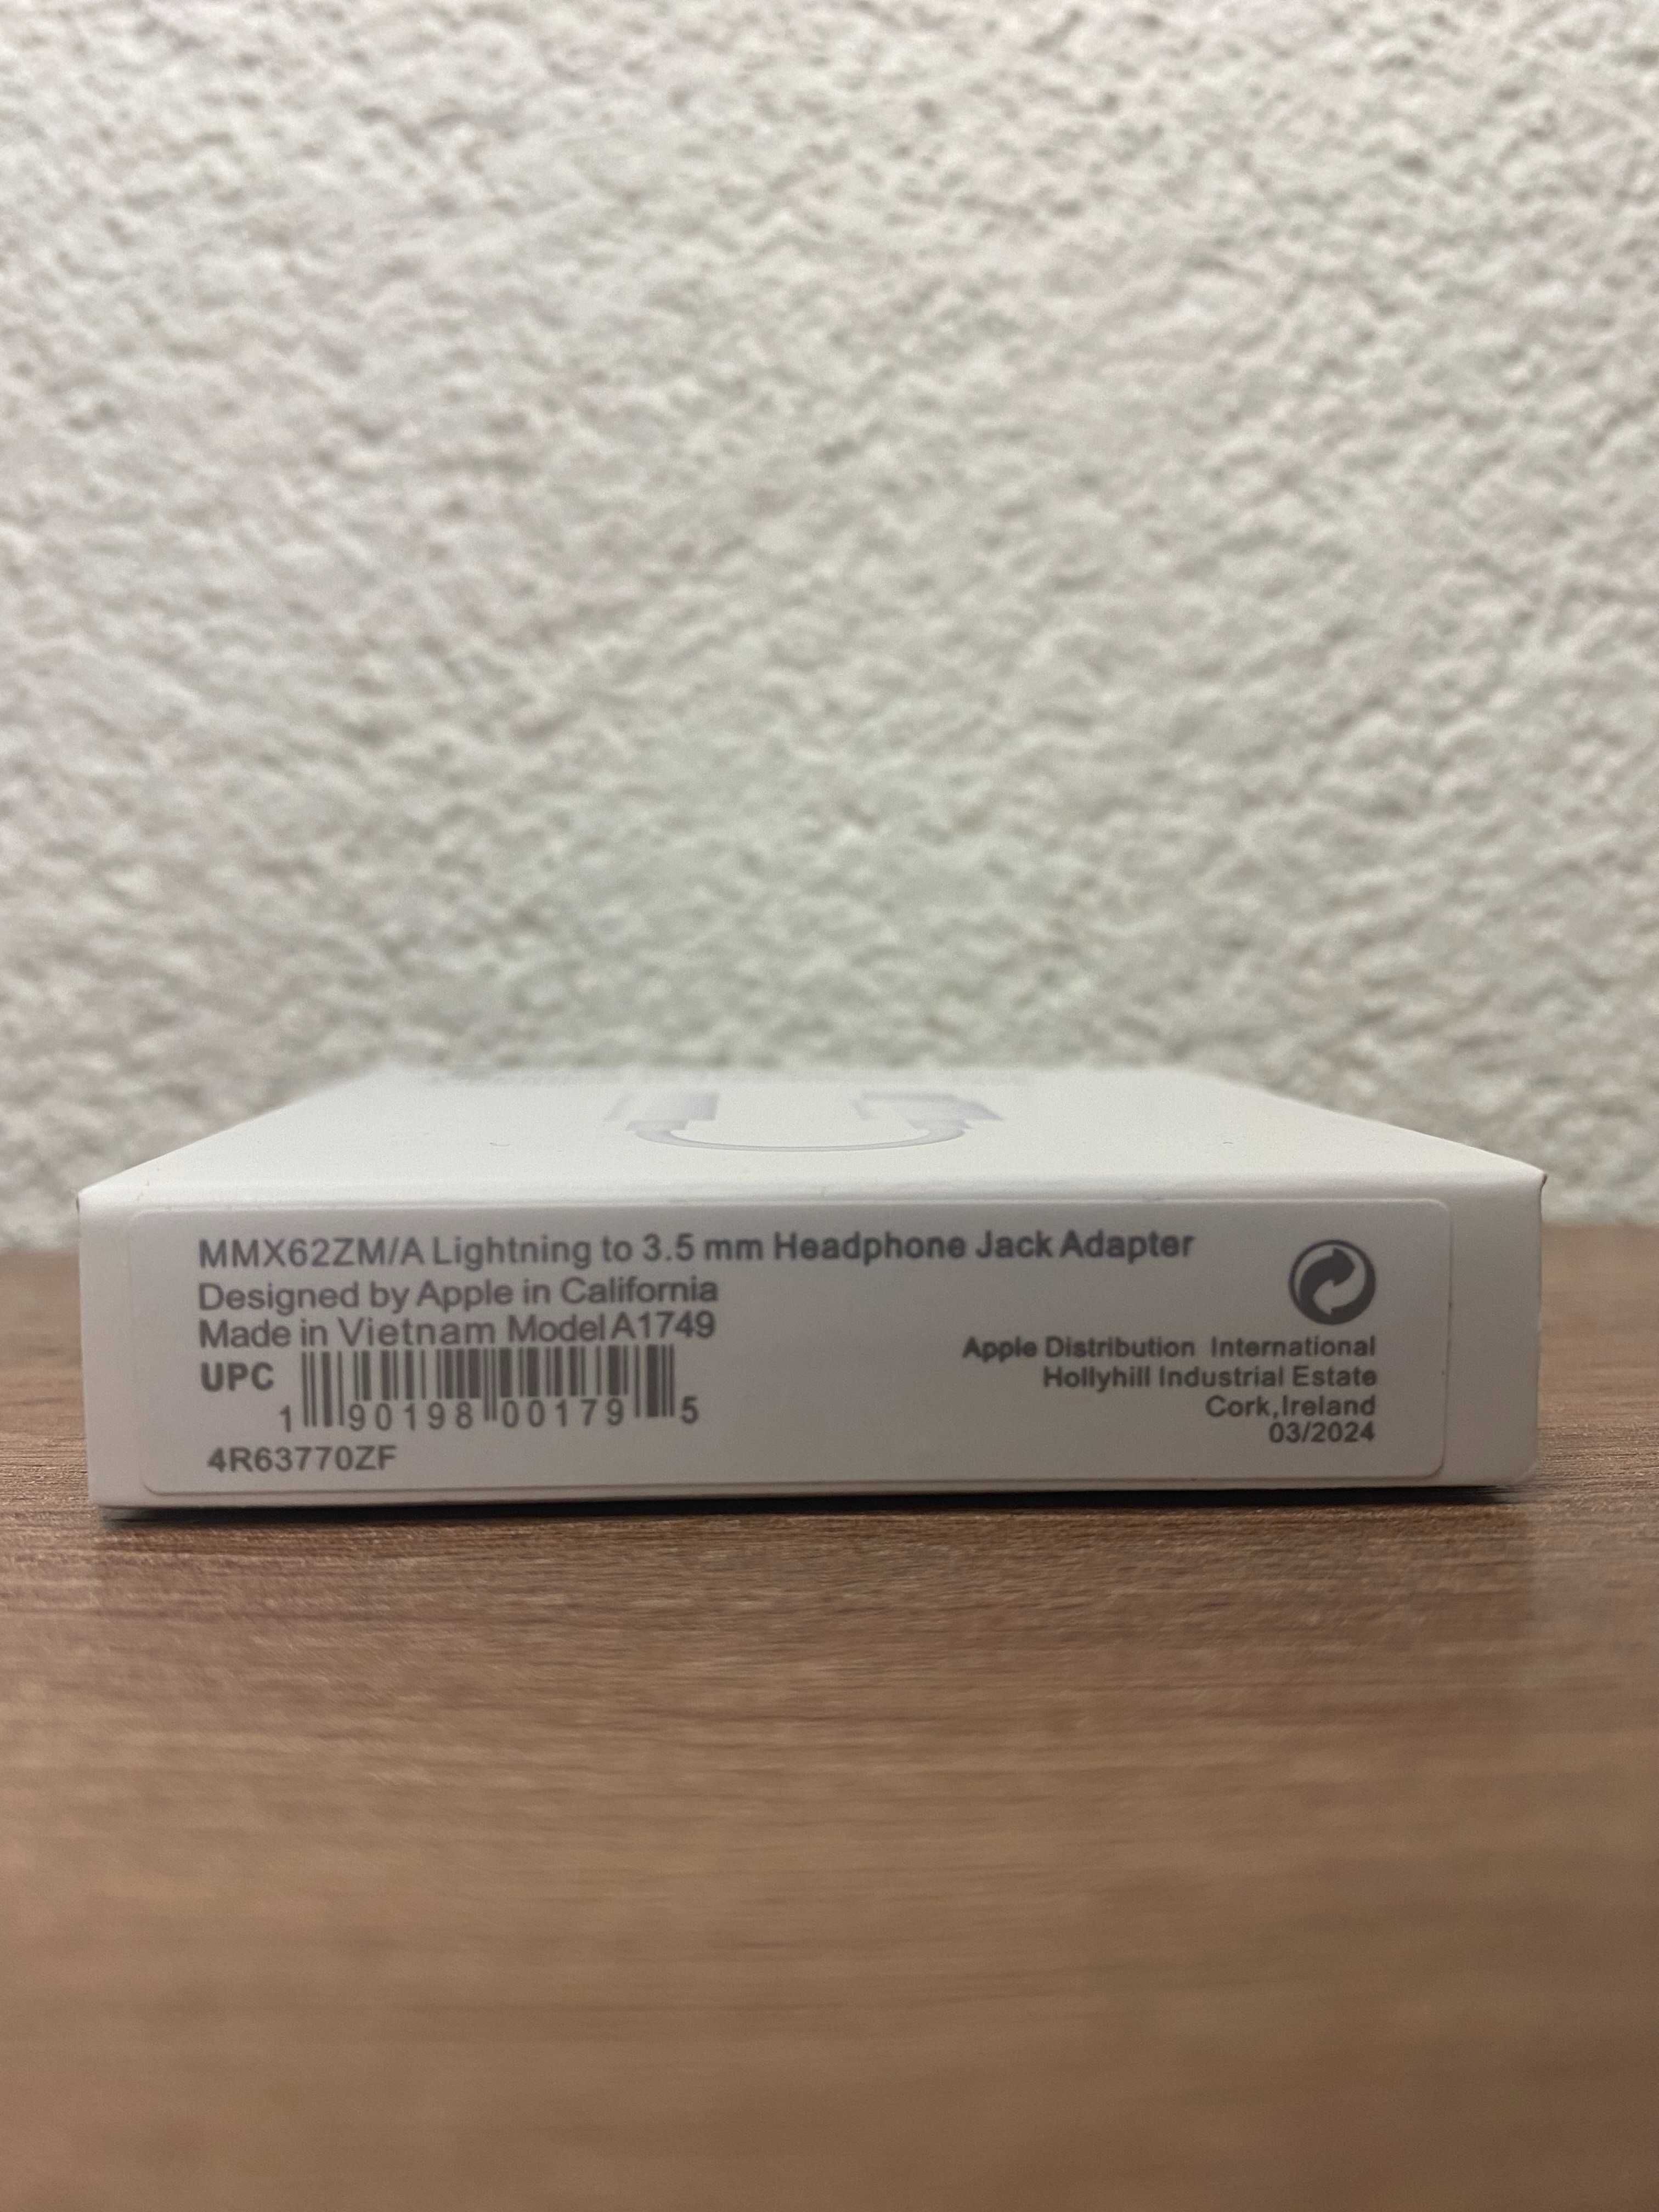 MMX62ZM/A Lightning to 3.5 mm Headphone Jack Adapter
Designed by Apple in California
Made in Vietnam Model A1749
UPC
1 90198 00179 5
4R63770ZF
Apple Distribution International
Hollyhill Industrial Estate
Cork,Ireland
03/2024